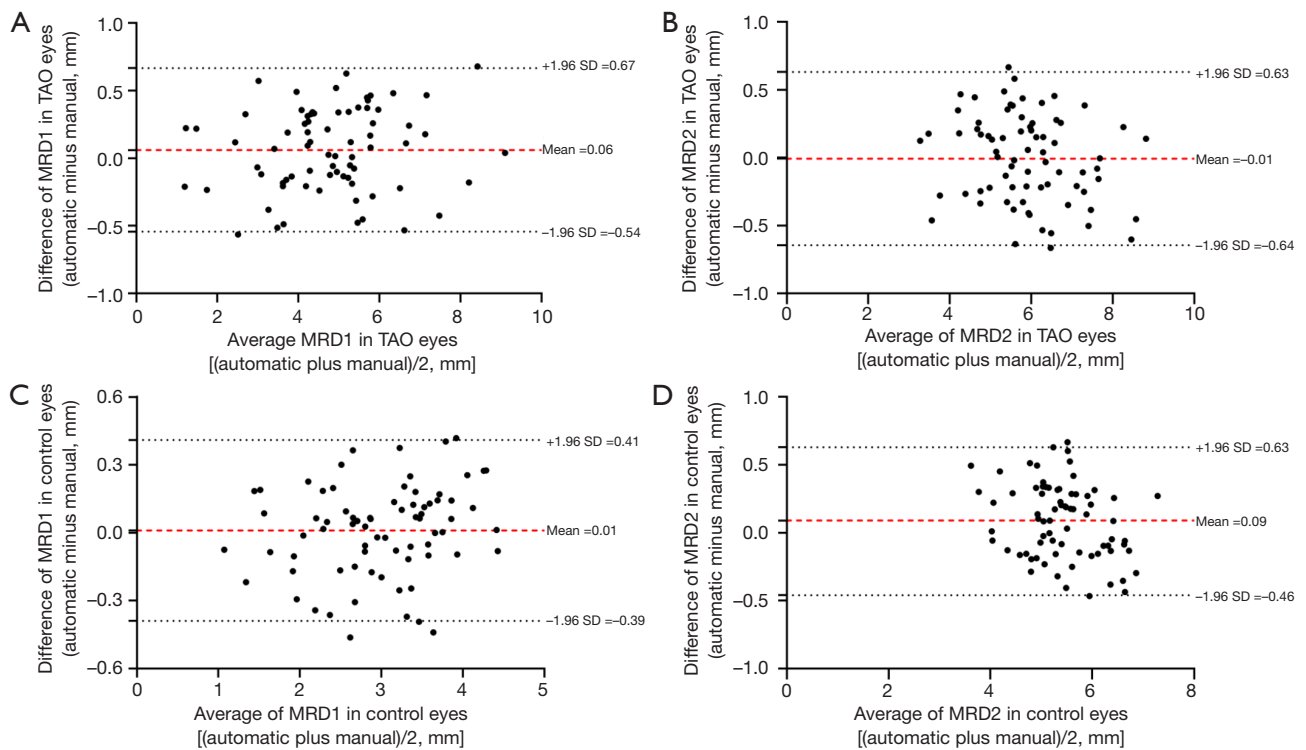 A
Difference of MRD1 in TAO eyes
(automatic minus manual, mm)
1.0
0.5
0.0
−0.5
−1.0
+1.96 SD =0.67
Mean =0.06
−1.96 SD =−0.54
0 2 4 6 8 10
Average MRD1 in TAO eyes
[(automatic plus manual)/2, mm]
B
Difference of MRD2 in TAO eyes
(automatic minus manual, mm)
1.0
0.5
0.0
−0.5
−1.0
+1.96 SD =0.63
Mean =−0.01
−1.96 SD =−0.64
0 2 4 6 8 10
Average of MRD2 in TAO eyes
[(automatic plus manual)/2, mm]
C
Difference of MRD1 in control eyes
(automatic minus manual, mm)
0.6
0.3
0.0
−0.3
−0.6
+1.96 SD =0.41
Mean =0.01
−1.96 SD =−0.39
0 1 2 3 4 5
Average of MRD1 in control eyes
[(automatic plus manual)/2, mm]
D
Difference of MRD2 in control eyes
(automatic minus manual, mm)
1.0
0.5
0.0
−0.5
−1.0
+1.96 SD =0.63
Mean =0.09
−1.96 SD =−0.46
0 2 4 6 8
Average of MRD2 in control eyes
[(automatic plus manual)/2, mm]